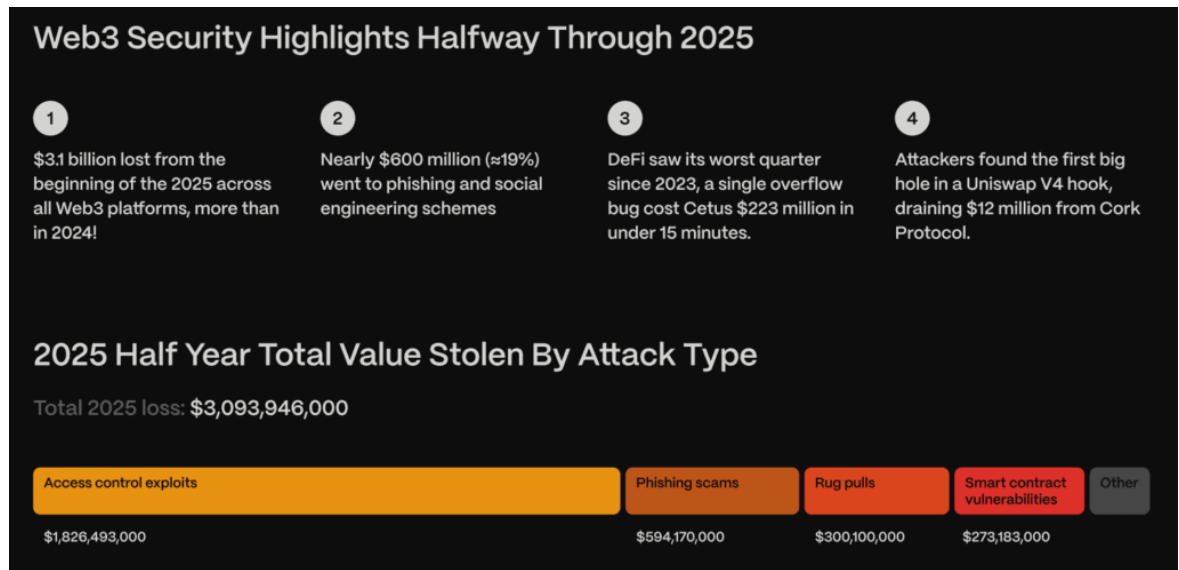 Web3 Security Highlights Halfway Through 2025
1
$3.1 billion lost from the
beginning of the 2025 across
all Web3 platforms, more than
in 2024!
2
Nearly $600 million (≈19%)
went to phishing and social
engineering schemes
3
DeFi saw its worst quarter
since 2023, a single overflow
bug cost Cetus $223 million in
under 15 minutes.
4
Attackers found the first big
hole in a Uniswap V4 hook,
draining $12 million from Cork
Protocol.
2025 Half Year Total Value Stolen By Attack Type
Total 2025 loss: $3,093,946,000
Access control exploits
$1,826,493,000
Phishing scams
$594,170,000
Rug pulls
$300,100,000
Smart contract
vulnerabilities
$273,183,000
Other